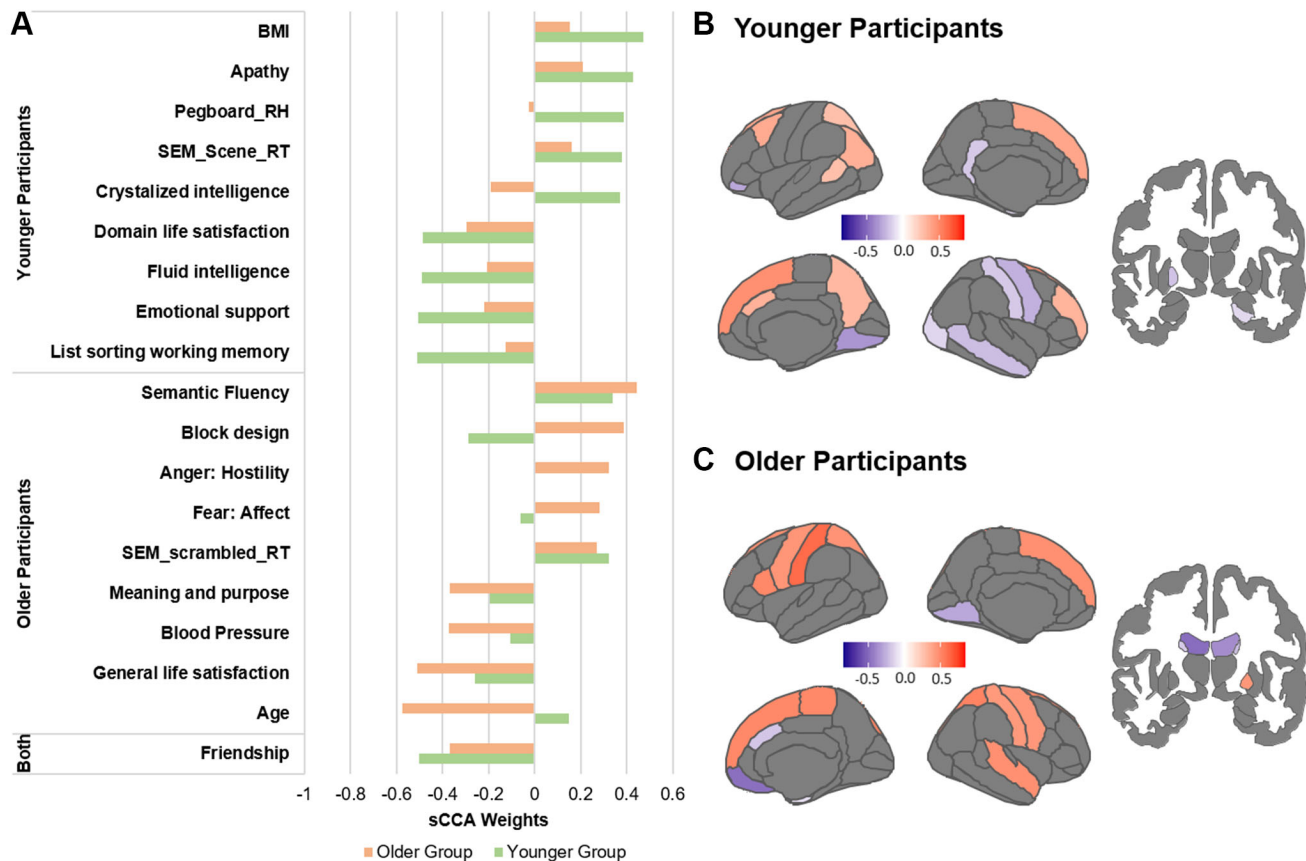 A
Younger Participants
BMI
Apathy
Pegboard_RH
SEM_Scene_RT
Crystalized intelligence
Domain life satisfaction
Fluid intelligence
Emotional support
List sorting working memory
Older Participants
Semantic Fluency
Block design
Anger: Hostility
Fear: Affect
SEM_scrambled_RT
Meaning and purpose
Blood Pressure
General life satisfaction
Age
Both
Friendship
-1 -0.8 -0.6 -0.4 -0.2 0 0.2 0.4 0.6
sCCA Weights
Older Group Younger Group
B Younger Participants
-0.5 0.0 0.5
C Older Participants
-0.5 0.0 0.5